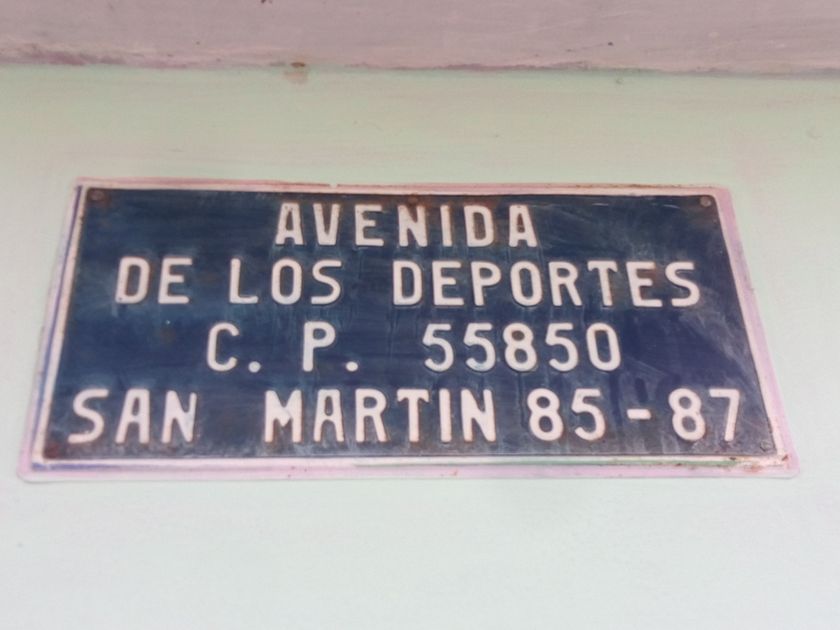 AVENIDA
DE LOS DEPORTES
C. P. 55850
SAN MARTIN 85-87